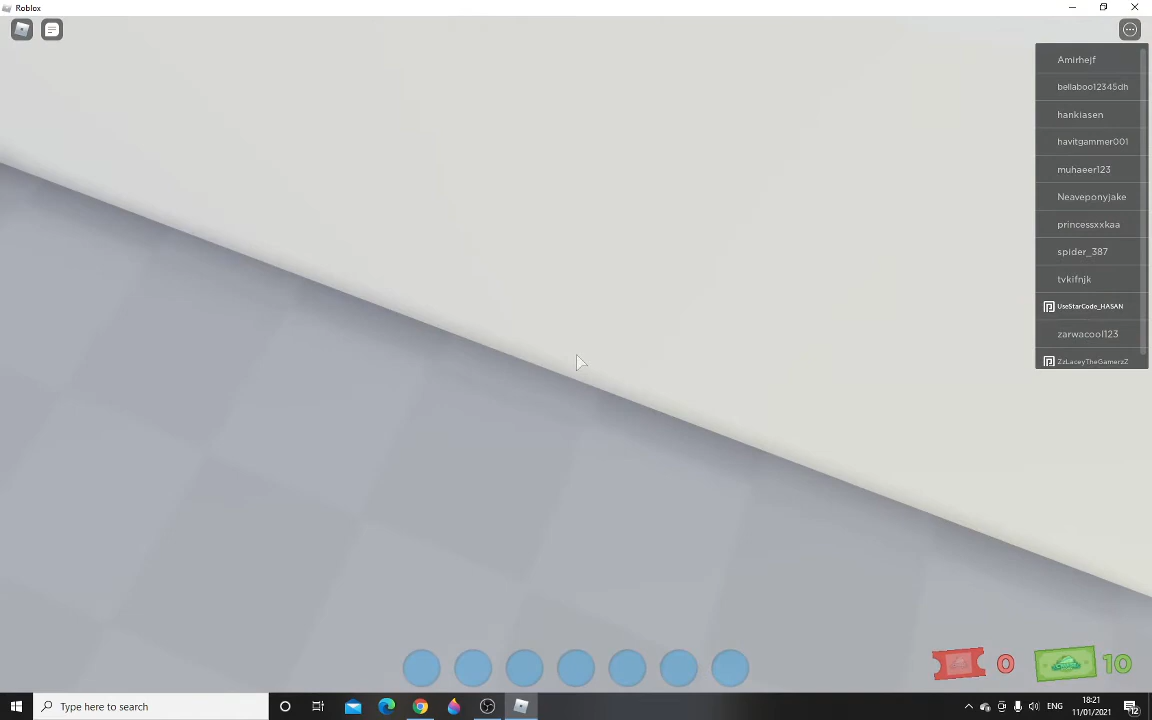 Roblox
Amirhejf
bellaboo12345dh
hankiasen
havitgammer001
muhaeer123
Neaveponyjake
princessxxkaa
spider_387
tvkifnjk
UseStarCode_HASAN
zarwacool123
ZzLaceyTheGamerzZ
0
10
Type here to search
ENG
18:21
11/01/2021
12